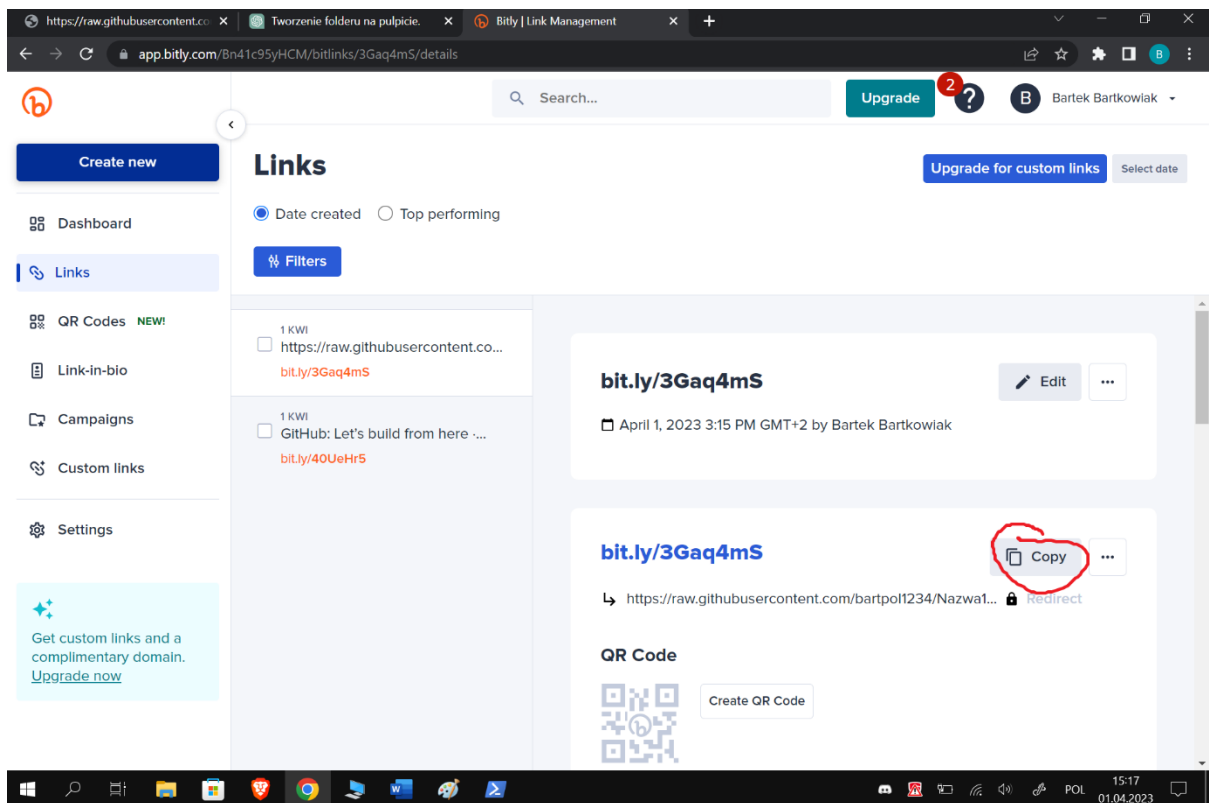 https://raw.githubusercontent.co
Tworzenie folderu na pulpicie.
Bitly | Link Management
app.bitly.com/Bn41c95yHCM/bitlinks/3Gaq4mS/details
B
Search...
Upgrade
2
?
B
Bartek Bartkowiak
Create new
Links
Upgrade for custom links
Select date
Dashboard
Date created
Top performing
Links
Filters
QR Codes NEW!
Link-in-bio
Campaigns
Custom links
Settings
Get custom links and a
complimentary domain.
Upgrade now
1 KWI
https://raw.githubusercontent.co...
bit.ly/3Gaq4mS
1 KWI
GitHub: Let's build from here ·...
bit.ly/40UeHr5
bit.ly/3Gaq4mS
Edit
April 1, 2023 3:15 PM GMT+2 by Bartek Bartkowiak
bit.ly/3Gaq4mS
Copy
https://raw.githubusercontent.com/bartpol1234/Nazwa1...
Redirect
QR Code
Create QR Code
POL
15:17
01.04.2023